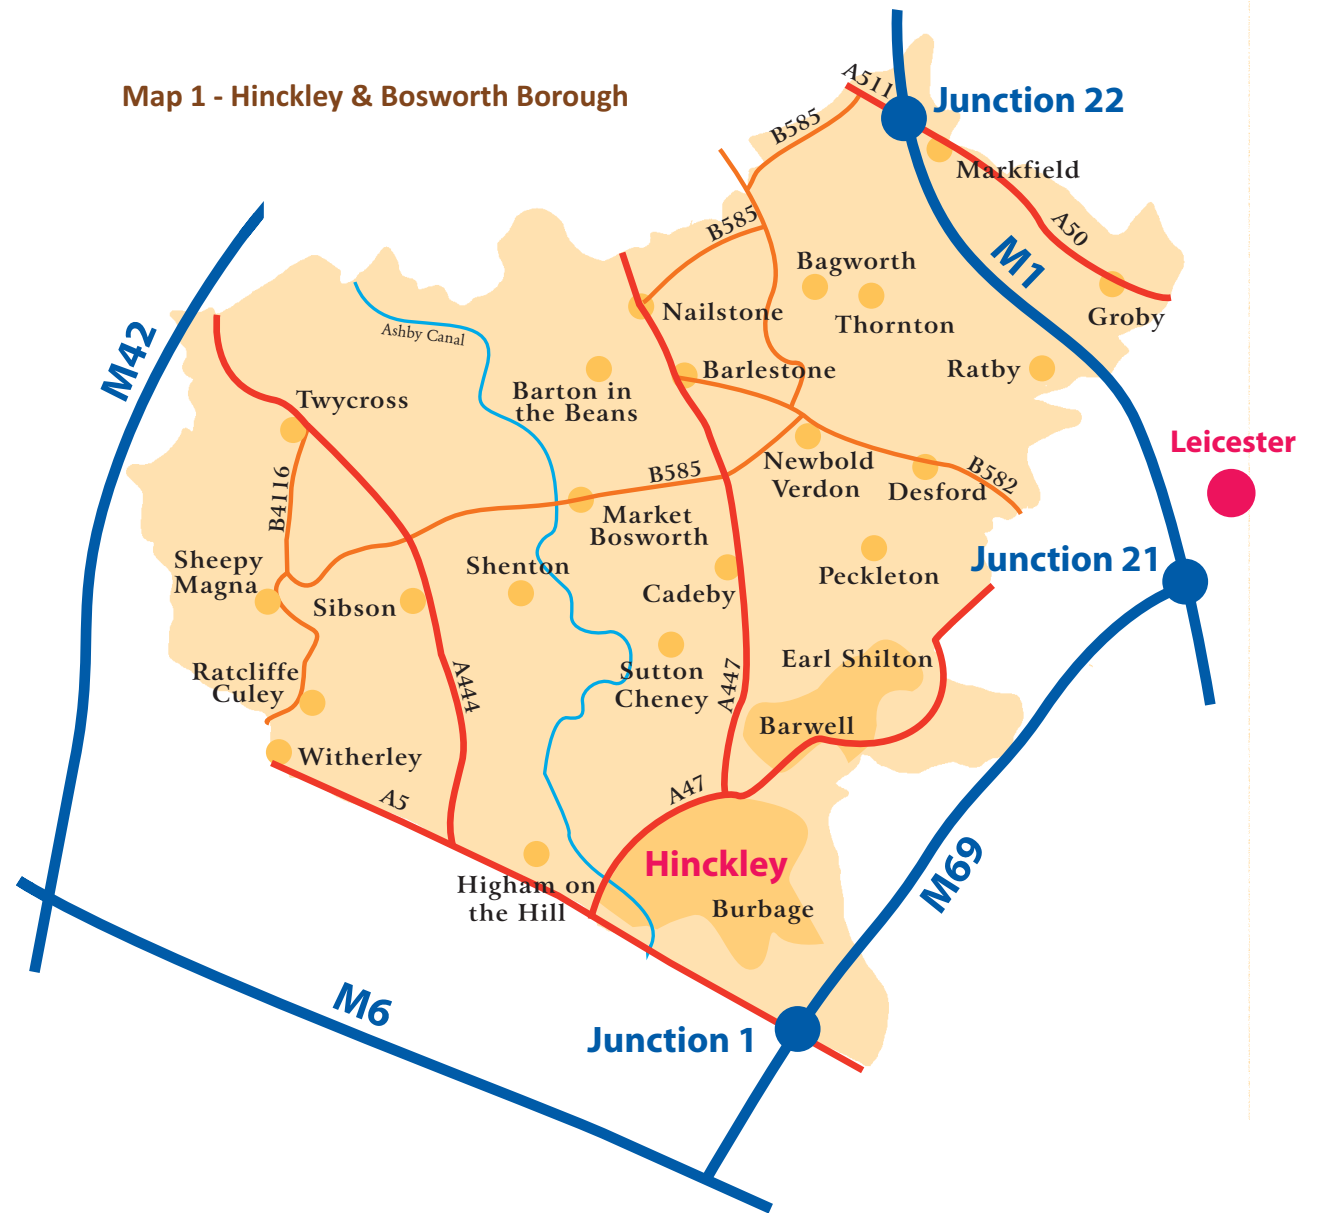 Map 1 - Hinckley & Bosworth Borough
A511
Junction 22
B585
Markfield
B585
A50
M1
Bagworth
Nailstone
Thornton
Groby
Ashby Canal
M42
Barlestone
Ratby
Barton in
the Beans
Twycross
Leicester
Newbold
Verdon
B585
B582
Desford
B4116
Market
Bosworth
Sheepy
Magna
Shenton
Junction 21
Peckleton
Cadeby
Sibson
Earl Shilton
Ratcliffe
Culey
Sutton
Cheney
A444
A447
Barwell
Witherley
A47
A5
Hinckley
M69
Higham on
the Hill
Burbage
M6
Junction 1